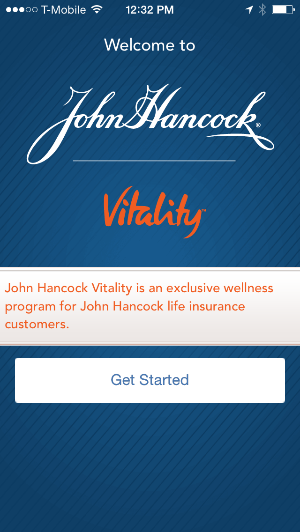 T-Mobile 12:32 PM
Welcome to
John Hancock®
Vitality™
John Hancock Vitality is an exclusive wellness
program for John Hancock life insurance
customers.
Get Started